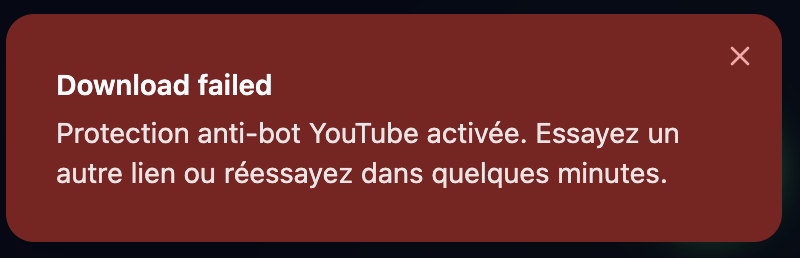 Download failed
Protection anti-bot YouTube activée. Essayez un
autre lien ou réessayez dans quelques minutes.